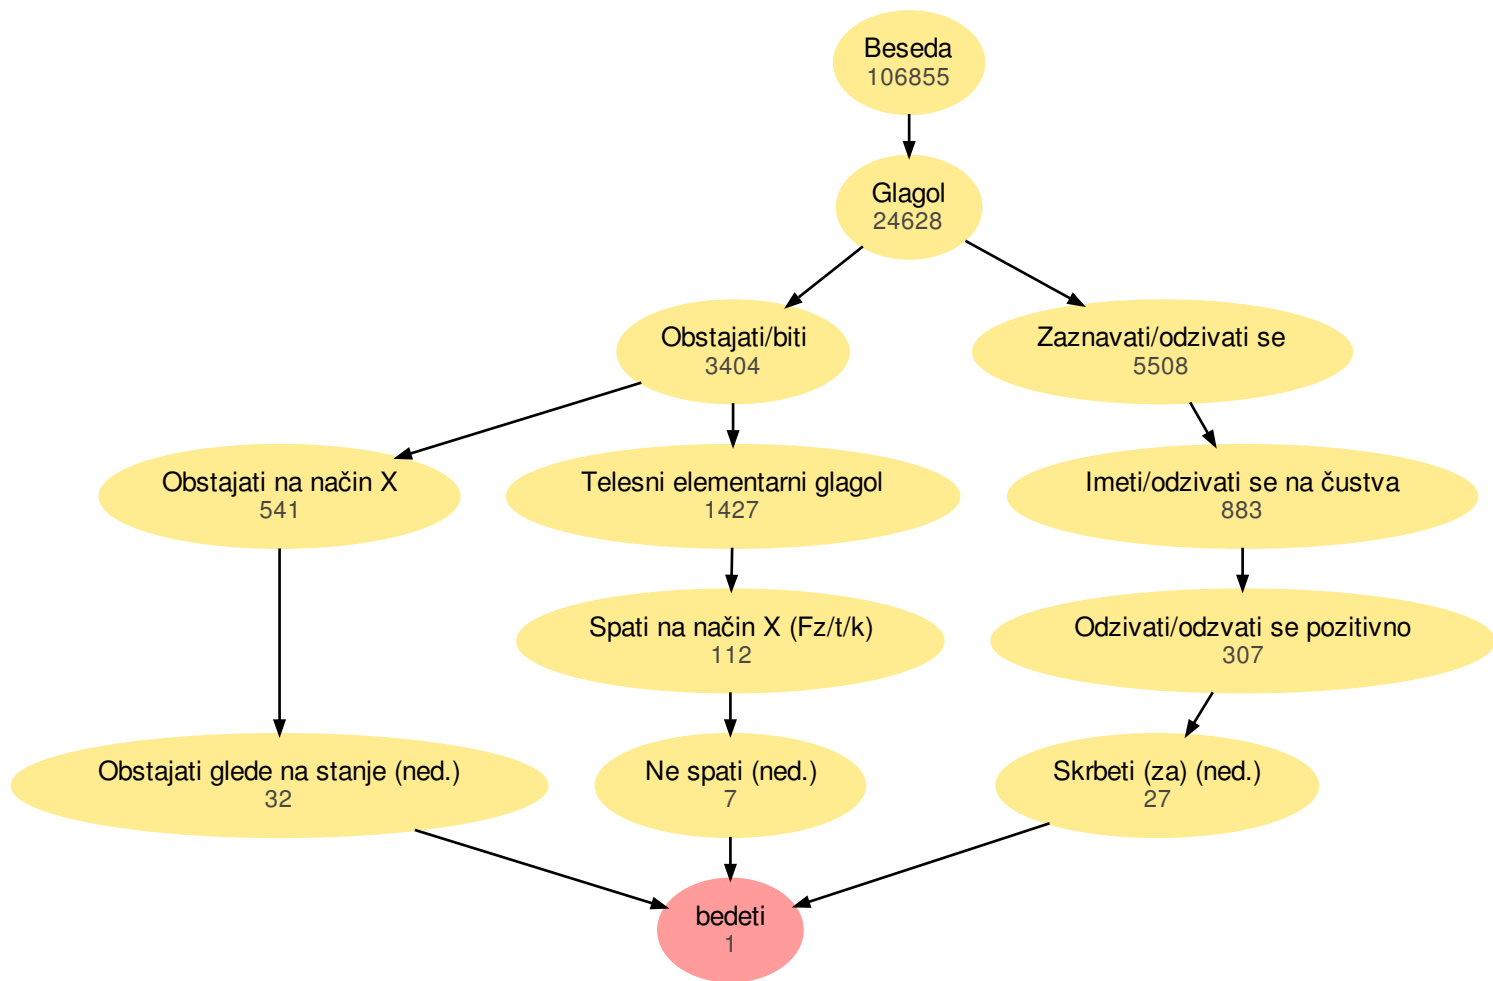 Beseda
106855
Glagol
24628
Obstajati/biti
3404
Zaznavati/odzivati se
5508
Obstajati na način X
541
Telesni elementarni glagol
1427
Imeti/odzivati se na čustva
883
Spati na način X (Fz/t/k)
112
Odzivati/odzvati se pozitivno
307
Obstajati glede na stanje (ned.)
32
Ne spati (ned.)
7
Skrbeti (za) (ned.)
27
bedeti
1